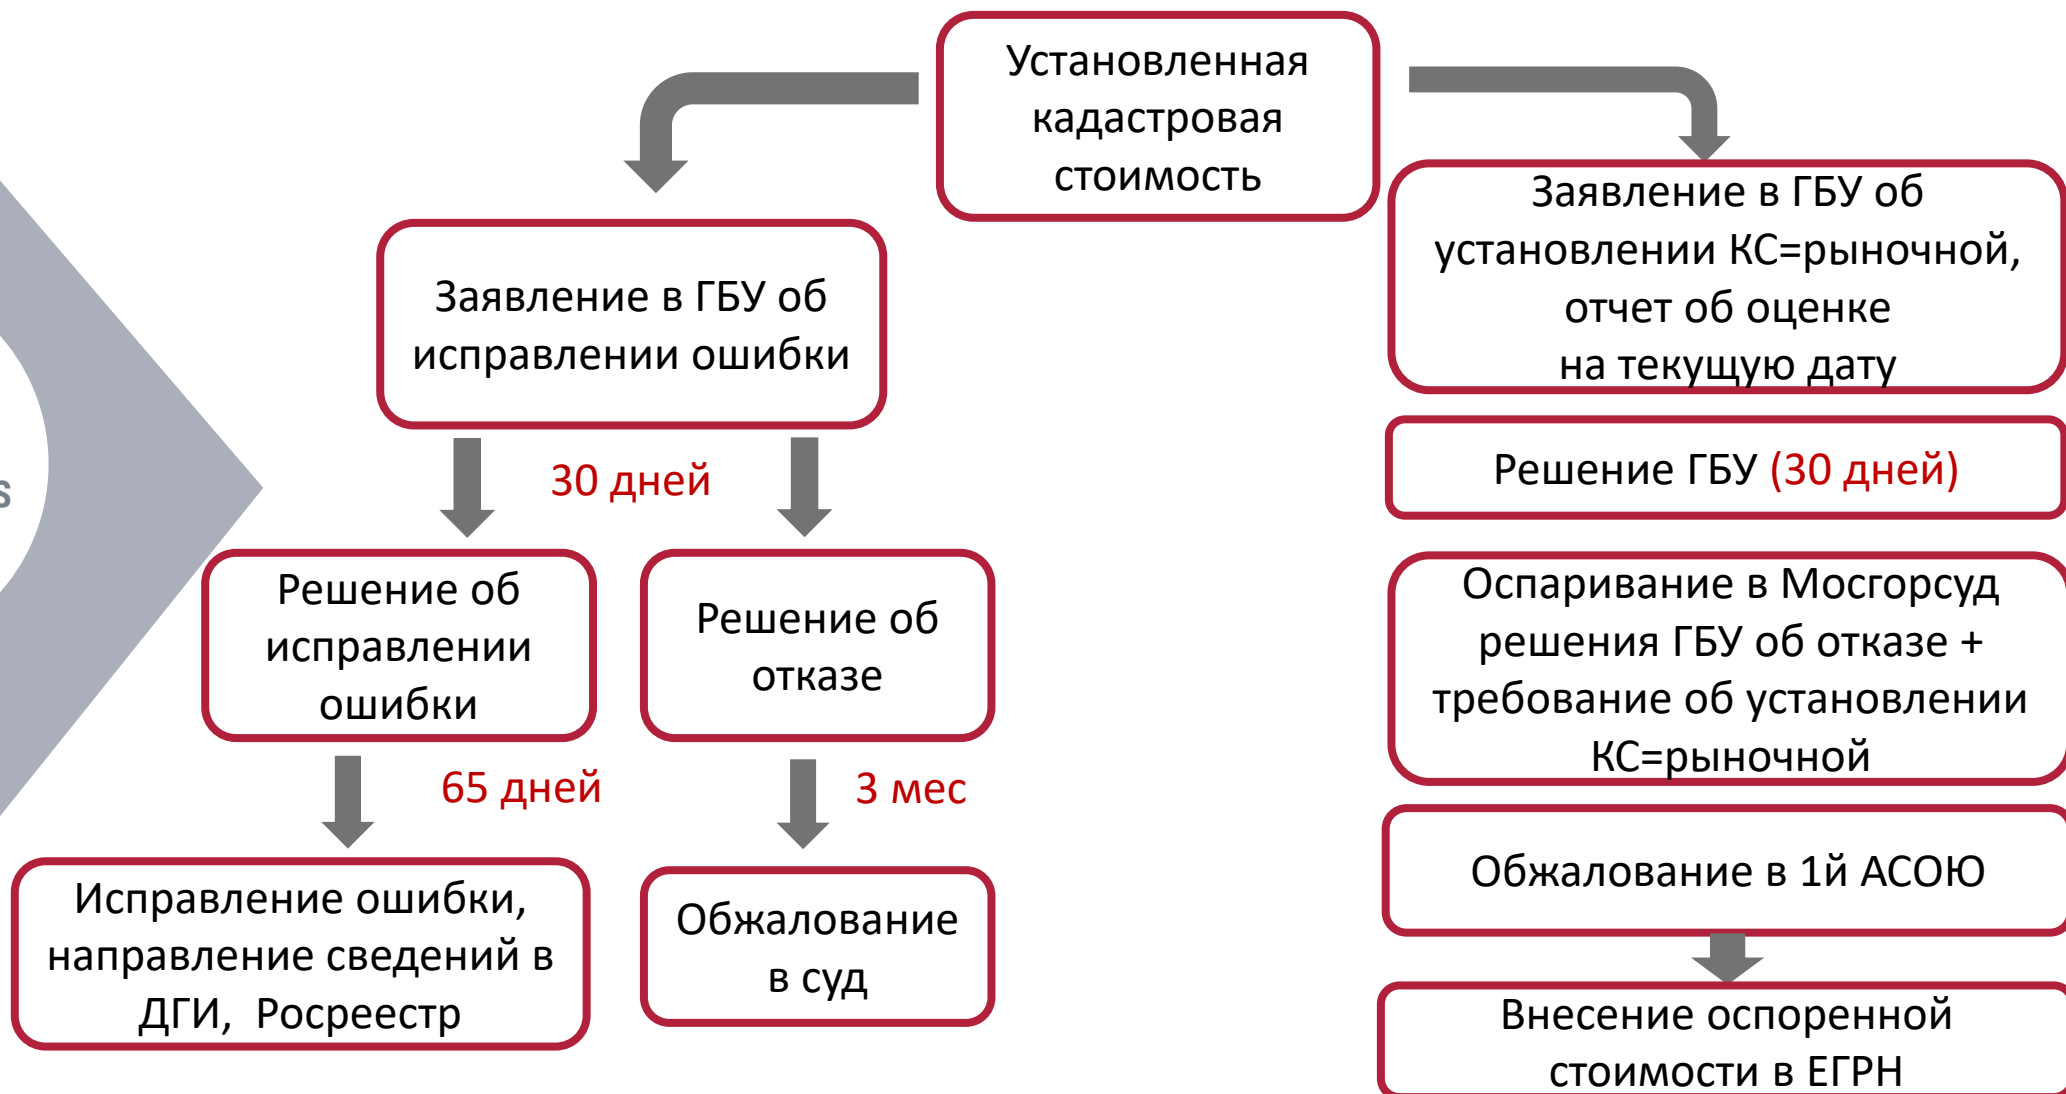 Установленная
кадастровая
стоимость
Заявление в ГБУ об
исправлении ошибки
30 дней
Решение об
исправлении
ошибки
Решение об
отказе
65 дней
3 мес
Исправление ошибки,
направление сведений в
ДГИ, Росреестр
Обжалование
в суд
Заявление в ГБУ об
установлении КС=рыночной,
отчет об оценке
на текущую дату
Решение ГБУ (30 дней)
Оспаривание в Мосгорсуд
решения ГБУ об отказе +
требование об установлении
КС=рыночной
Обжалование в 1й АСОЮ
Внесение оспоренной
стоимости в ЕГРН